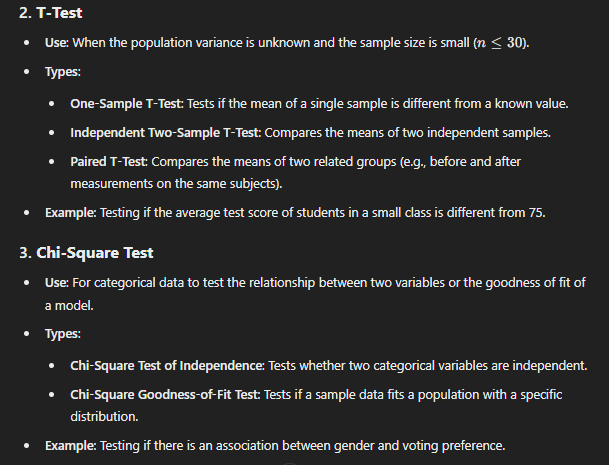 2. T-Test
• Use: When the population variance is unknown and the sample size is small (n ≤ 30).
• Types:
• One-Sample T-Test: Tests if the mean of a single sample is different from a known value.
• Independent Two-Sample T-Test: Compares the means of two independent samples.
• Paired T-Test: Compares the means of two related groups (e.g., before and after
measurements on the same subjects).
• Example: Testing if the average test score of students in a small class is different from 75.
3. Chi-Square Test
• Use: For categorical data to test the relationship between two variables or the goodness of fit of
a model.
• Types:
• Chi-Square Test of Independence: Tests whether two categorical variables are independent.
• Chi-Square Goodness-of-Fit Test: Tests if a sample data fits a population with a specific
distribution.
• Example: Testing if there is an association between gender and voting preference.